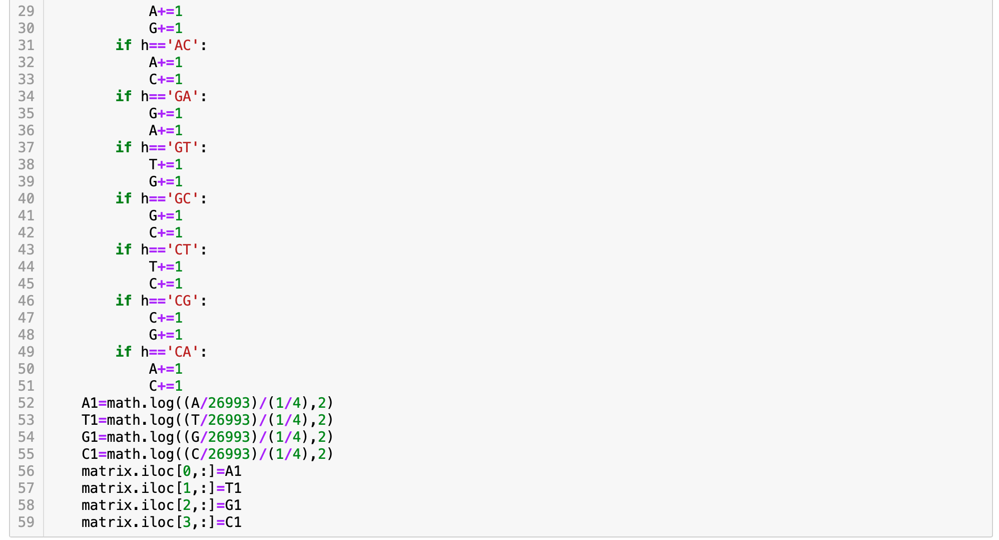 29 A+=1
30 G+=1
31 if h=='AC':
32 A+=1
33 C+=1
34 if h=='GA':
35 G+=1
36 A+=1
37 if h=='GT':
38 T+=1
39 G+=1
40 if h=='GC':
41 G+=1
42 C+=1
43 if h=='CT':
44 T+=1
45 C+=1
46 if h=='CG':
47 C+=1
48 G+=1
49 if h=='CA':
50 A+=1
51 C+=1
52 A1=math.log((A/26993)/(1/4),2)
53 T1=math.log((T/26993)/(1/4),2)
54 G1=math.log((G/26993)/(1/4),2)
55 C1=math.log((C/26993)/(1/4),2)
56 matrix.iloc[0,:]=A1
57 matrix.iloc[1,:]=T1
58 matrix.iloc[2,:]=G1
59 matrix.iloc[3,:]=C1